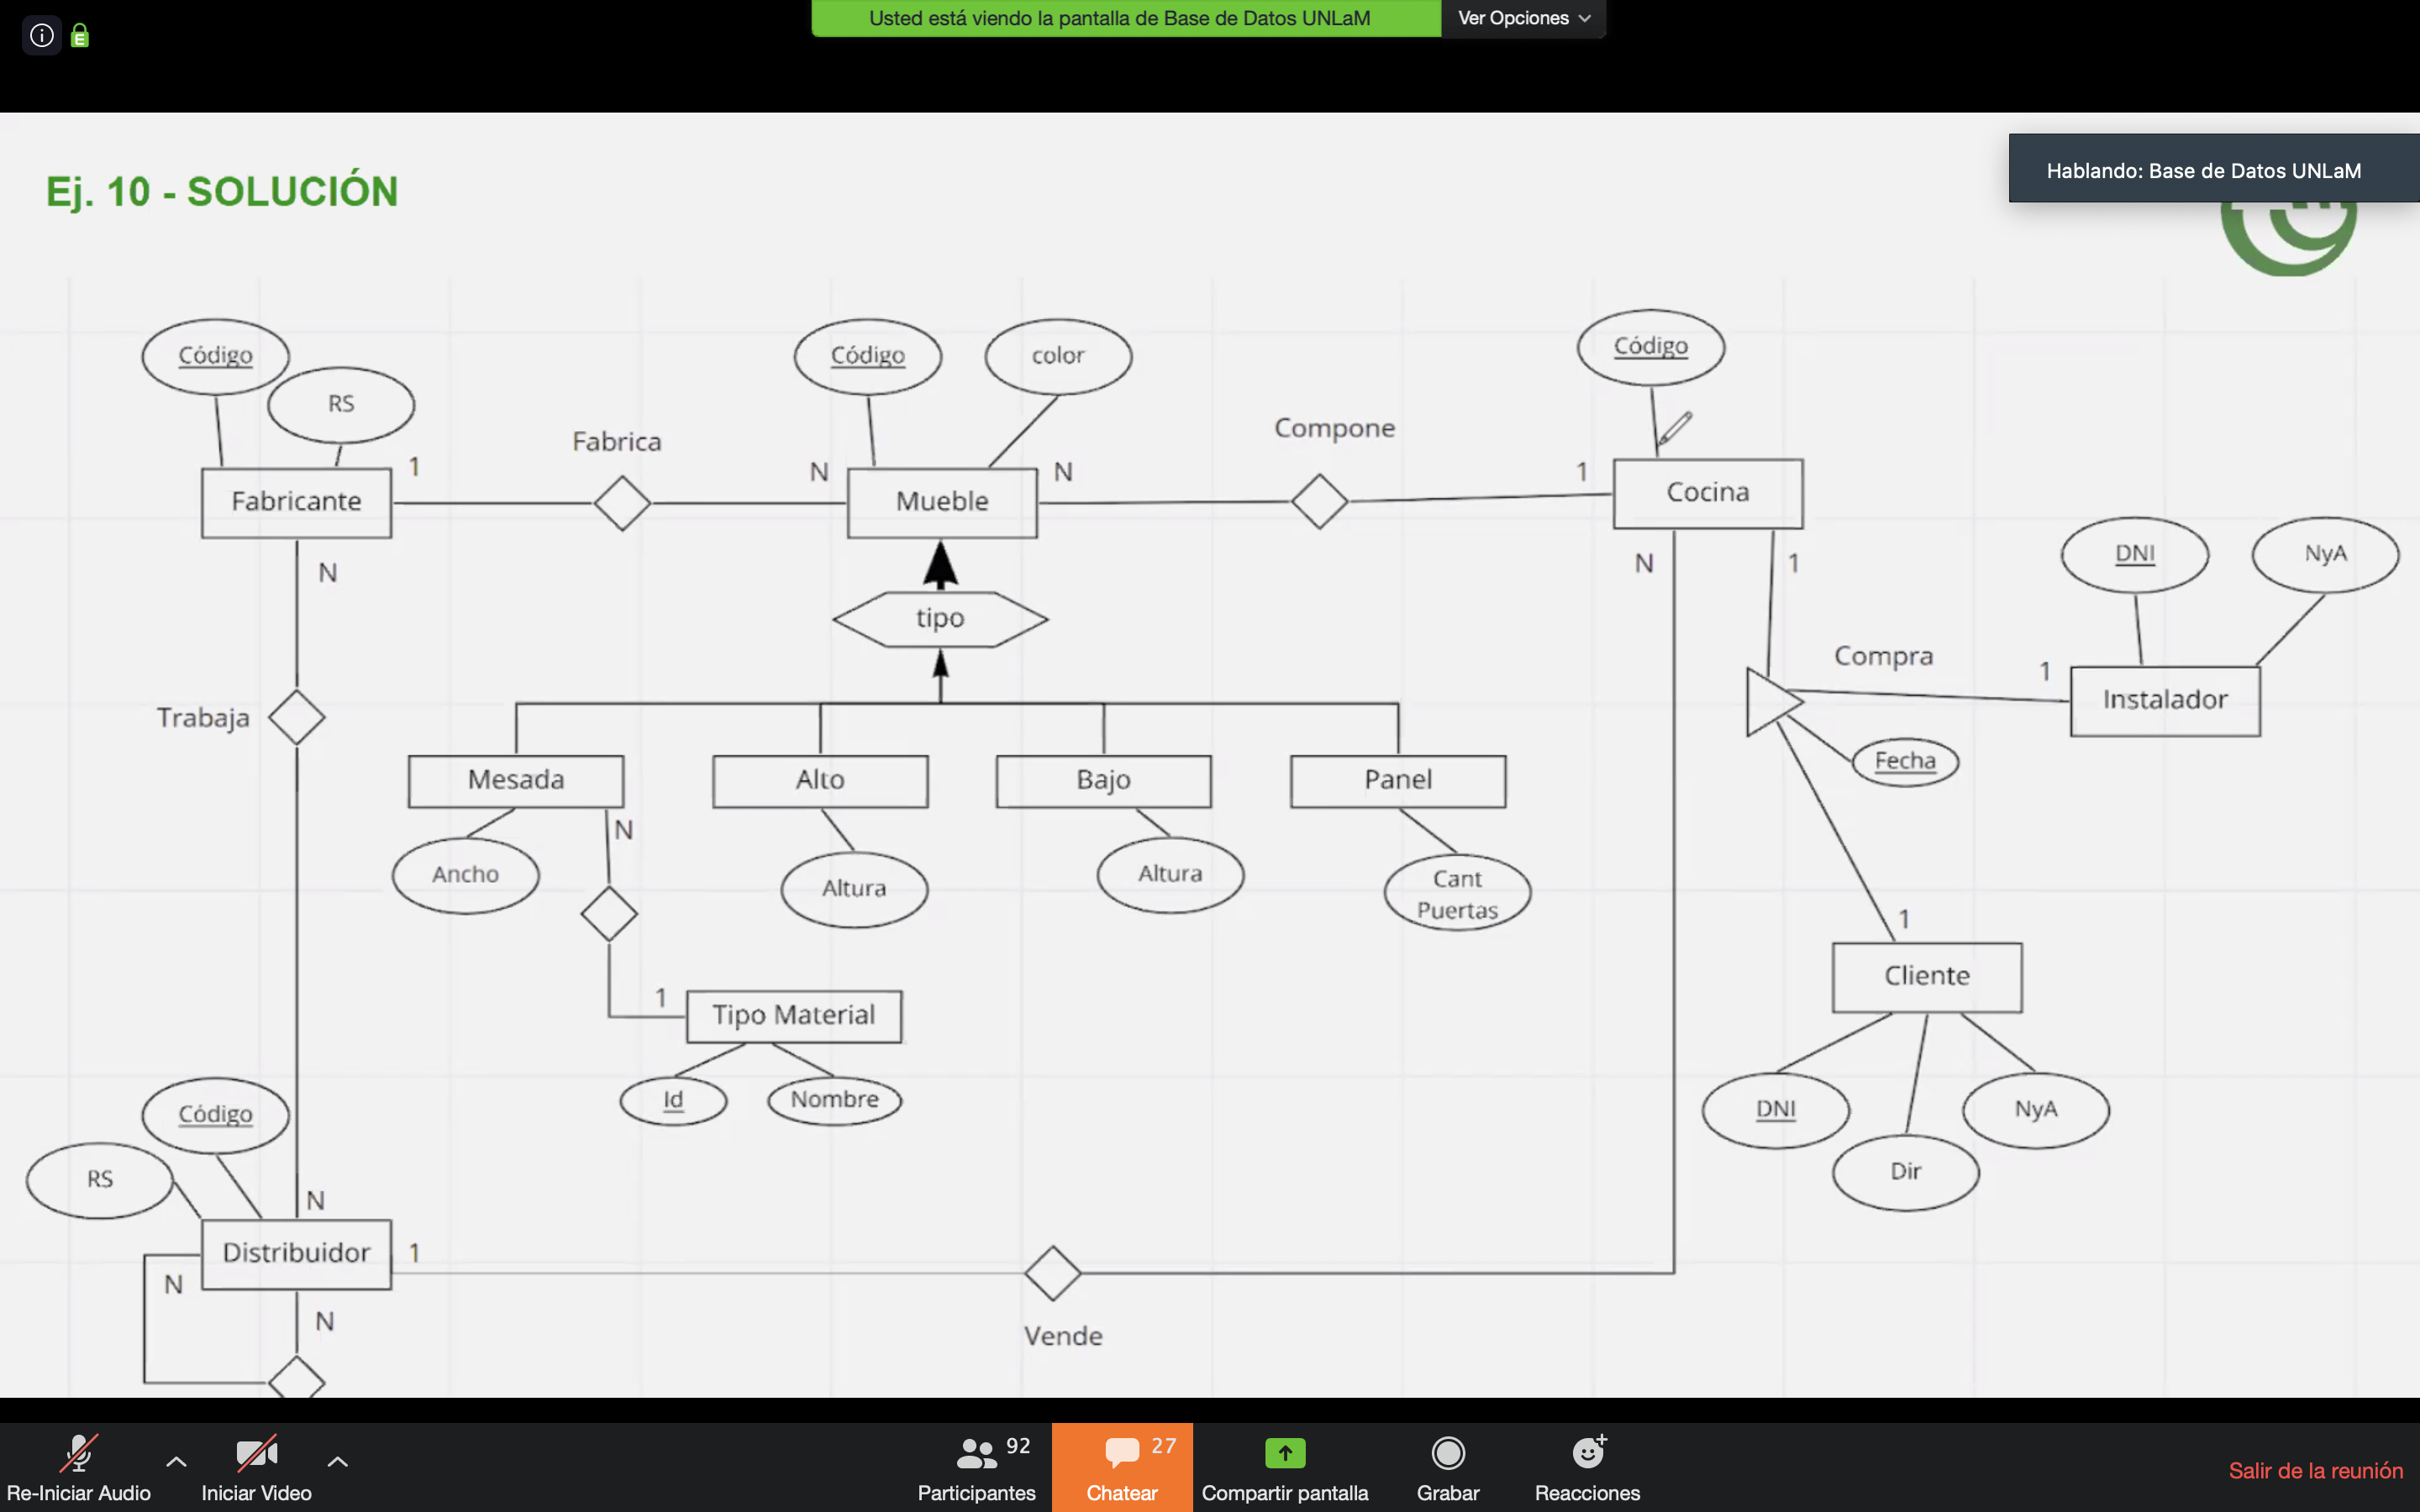 Usted está viendo la pantalla de Base de Datos UNLaM
Ver Opciones
Hablando: Base de Datos UNLaM
Ej. 10 - SOLUCIÓN
Código
RS
Fabricante
1
N
Fabrica
Código
color
N
Mueble
N
Compone
Código
1
Cocina
N
1
DNI
NyA
tipo
Compra
1
Instalador
Fecha
Trabaja
Mesada
Alto
Bajo
Panel
N
Ancho
Altura
Altura
Cant
Puertas
1
Cliente
1
Tipo Material
Id
Nombre
DNI
Dir
NyA
Código
RS
N
Distribuidor
1
N
N
Vende
Re-Iniciar Audio
Iniciar Video
92
Participantes
27
Chatear
Compartir pantalla
Grabar
Reacciones
Salir de la reunión